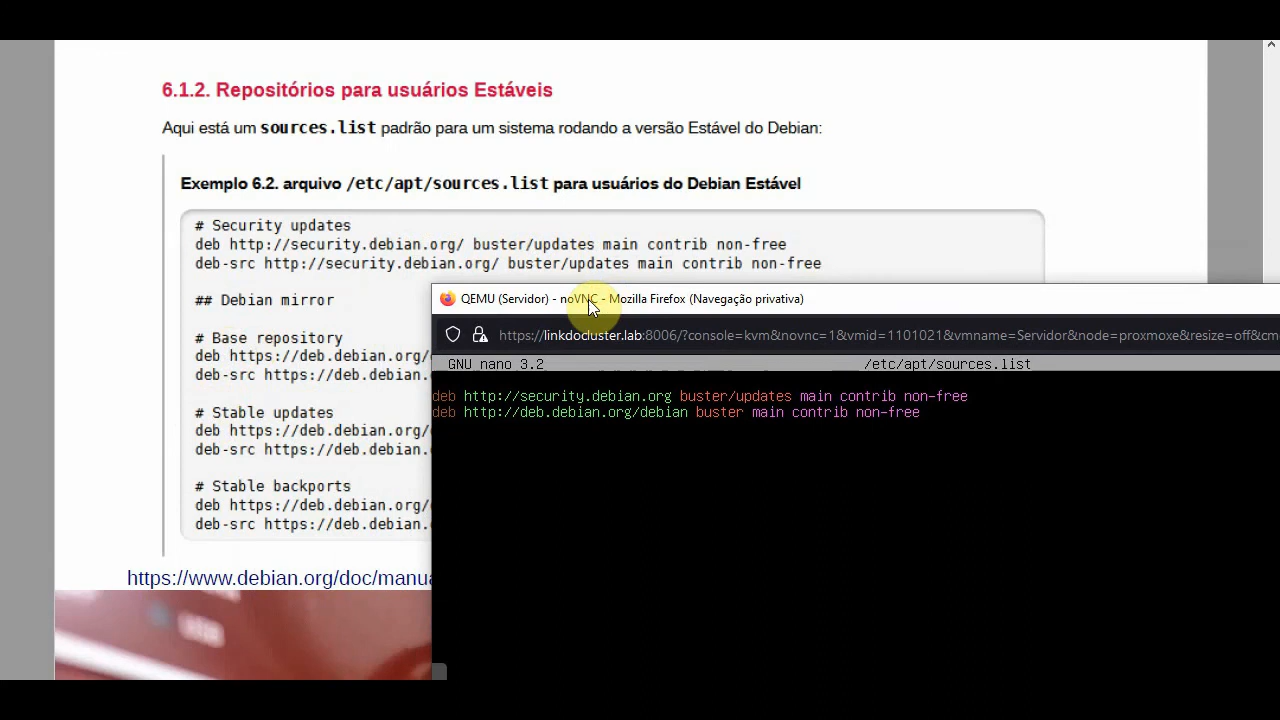 6.1.2. Repositórios para usuários Estáveis
Aqui está um sources.list padrão para um sistema rodando a versão Estável do Debian:
Exemplo 6.2. arquivo /etc/apt/sources.list para usuários do Debian Estável
# Security updates
deb http://security.debian.org/ buster/updates main contrib non-free
deb-src http://security.debian.org/ buster/updates main contrib non-free
## Debian mirror
# Base repository
deb https://deb.debian.org/
deb-src https://deb.debian.
# Stable updates
deb https://deb.debian.org/
deb-src https://deb.debian.
# Stable backports
deb https://deb.debian.org/
deb-src https://deb.debian.
https://www.debian.org/doc/manua
QEMU (Servidor) - noVNC - Mozilla Firefox (Navegação privativa)
https://linkdocluster.lab:8006/?console=kvm&novnc=1&vmid=1101021&vmname=Servidor&node=proxmoxe&resize=off&cm
GNU nano 3.2 /etc/apt/sources.list
deb http://security.debian.org buster/updates main contrib non-free
deb http://deb.debian.org/debian buster main contrib non-free